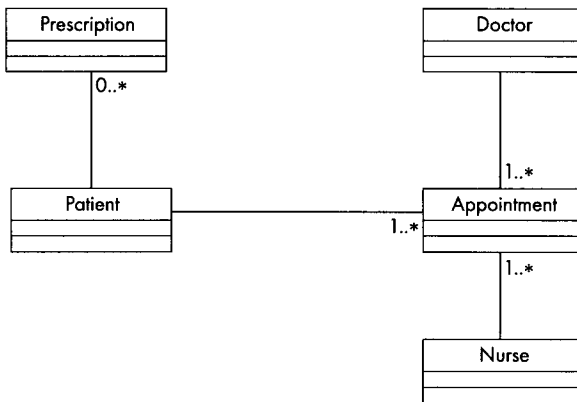 Prescription
Doctor
0..*
1..*
Patient
Appointment
1..*
1..*
Nurse